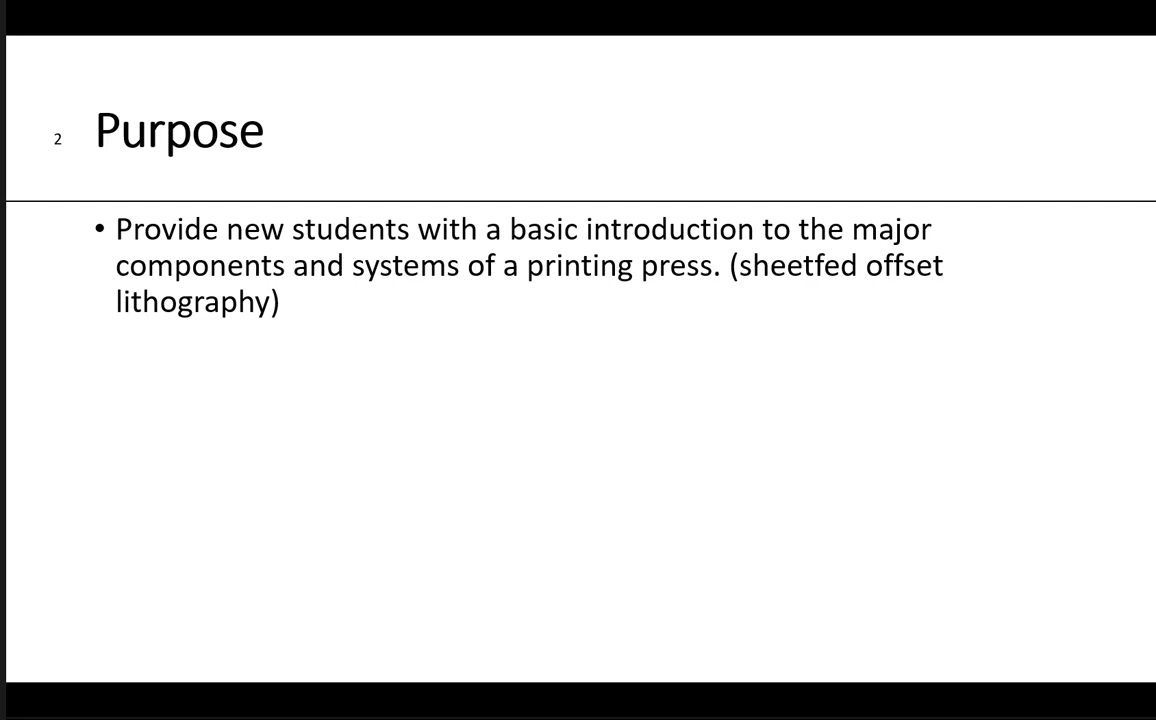 2
Purpose
• Provide new students with a basic introduction to the major
components and systems of a printing press. (sheetfed offset
lithography)